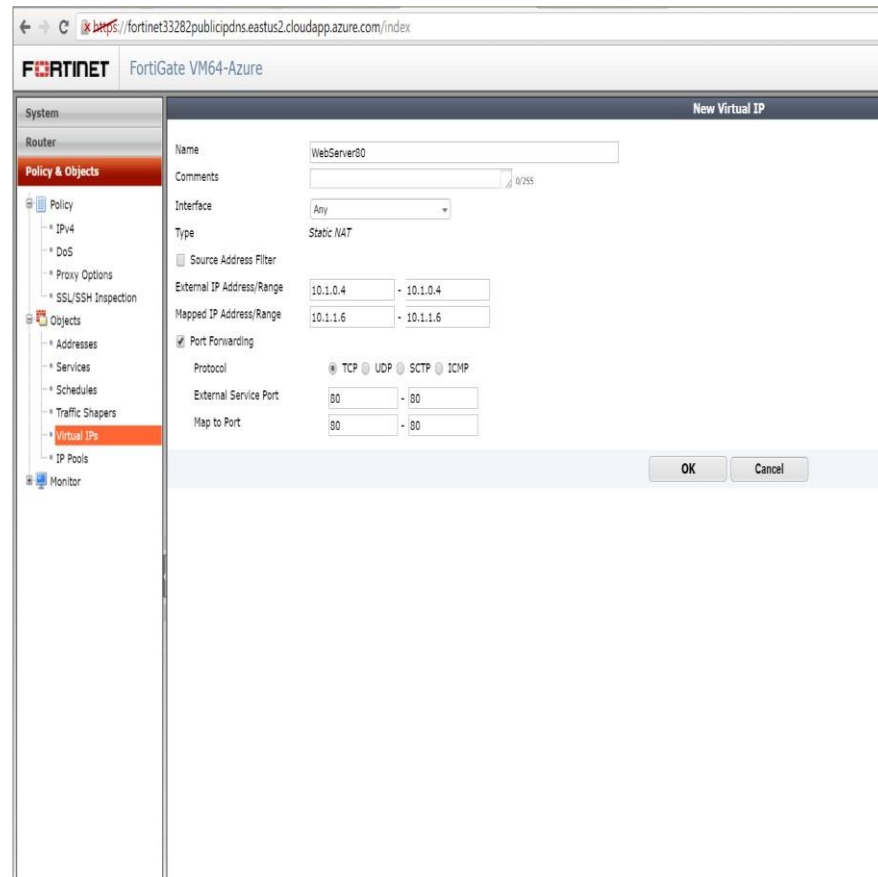 https://fortinet33282publicipdns.eastus2.cloudapp.azure.com/index
FORTINET FortiGate VM64-Azure
System
Router
Policy & Objects
Policy
IPv4
DoS
Proxy Options
SSL/SSH Inspection
Objects
Addresses
Services
Schedules
Traffic Shapers
Virtual IPs
IP Pools
Monitor
New Virtual IP
Name WebServer80
Comments 0/255
Interface Any
Type Static NAT
Source Address Filter
External IP Address/Range 10.1.0.4 - 10.1.0.4
Mapped IP Address/Range 10.1.1.6 - 10.1.1.6
Port Forwarding
Protocol TCP UDP SCTP ICMP
External Service Port 80 - 80
Map to Port 80 - 80
OK Cancel